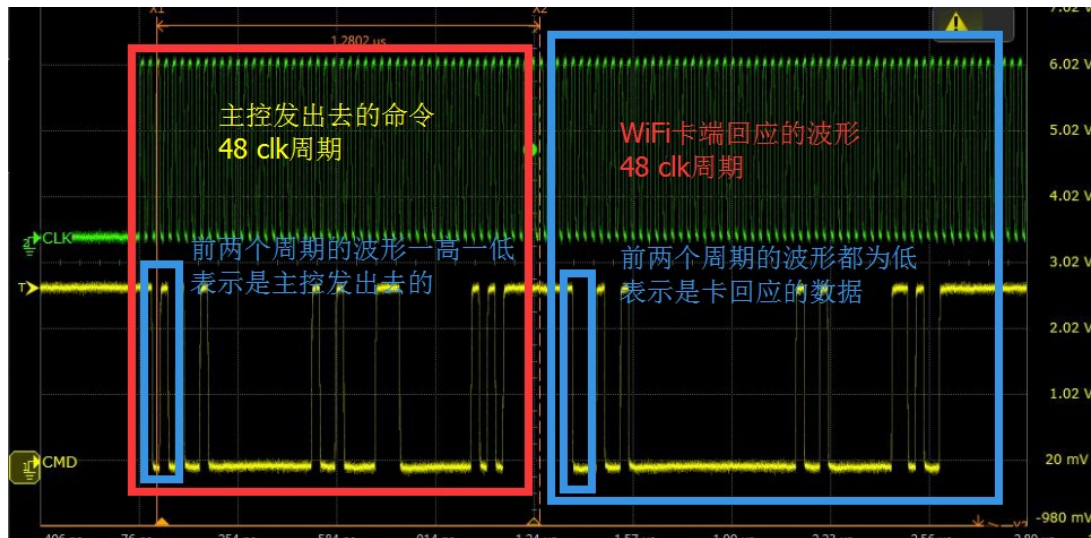 X1
X2
7.02 V
1.2802 us
6.02 V
主控发出去的命令
48 clk周期
WiFi卡端回应的波形
48 clk周期
5.02 V
4.02 V
CLK
前两个周期的波形一高一低
表示是主控发出去的
前两个周期的波形都为低
表示是卡回应的数据
3.02 V
T
2.02 V
1.02 V
CMD
20 mV
-980 mV